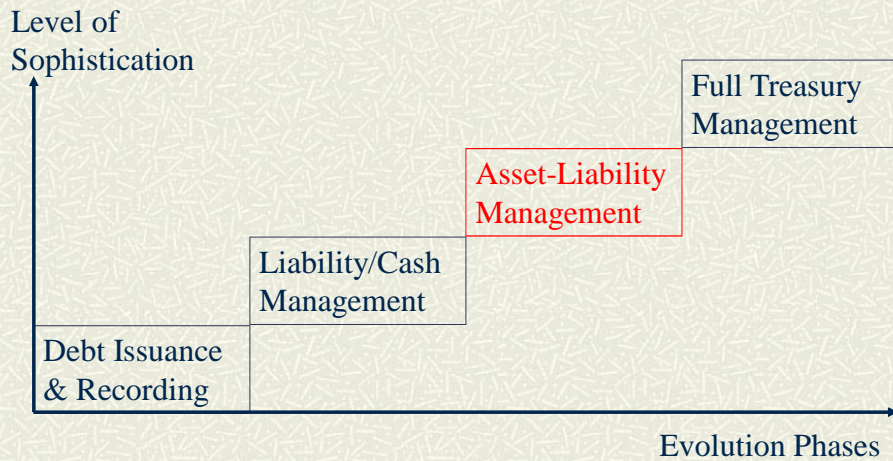 Level of
Sophistication
Full Treasury
Management
Asset-Liability
Management
Liability/Cash
Management
Debt Issuance
& Recording
Evolution Phases